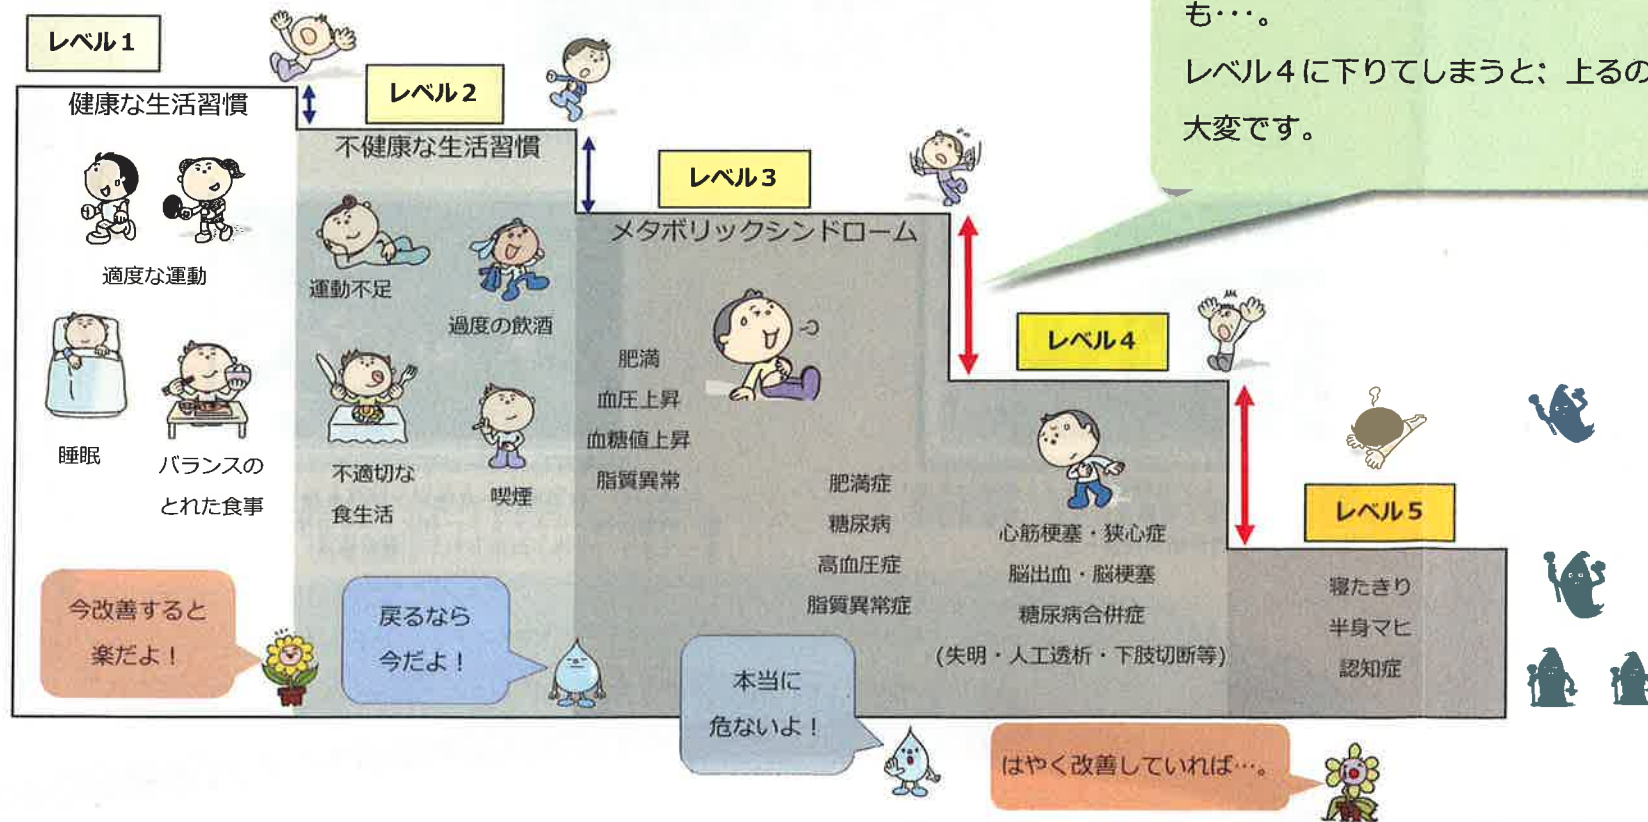 も・・・。
レベル４に下りてしまうと；上るの
大変です。
レベル１
健康な生活習慣
適度な運動
睡眠
バランスの
とれた食事
今改善すると
楽だよ！
レベル２
不健康な生活習慣
運動不足
過度の飲酒
不適切な
食生活
喫煙
戻るなら
今だよ！
レベル３
メタボリックシンドローム
肥満
血圧上昇
血糖値上昇
脂質異常
肥満症
糖尿病
高血圧症
脂質異常症
本当に
危ないよ！
レベル４
心筋梗塞・狭心症
脳出血・脳梗塞
糖尿病合併症
(失明・人工透析・下肢切断等)
はやく改善していれば…。
レベル５
寝たきり
半身マヒ
認知症